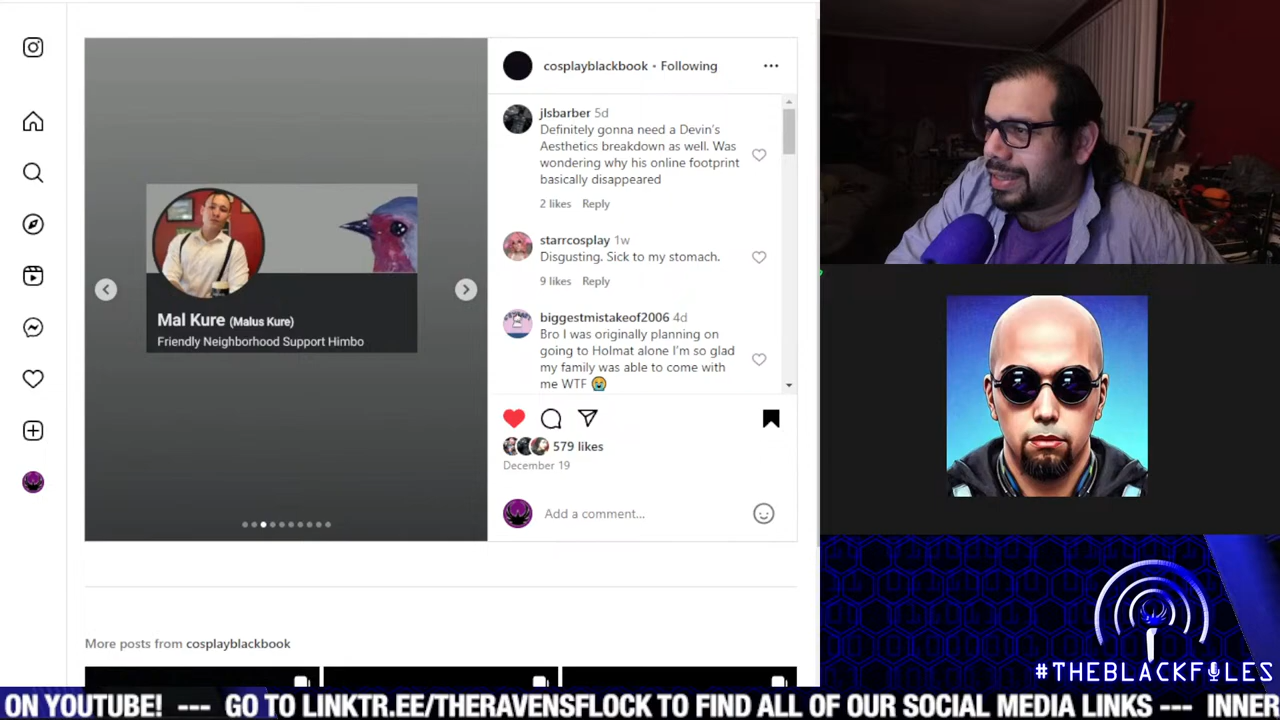 cosplayblackbook • Following
jlsbarber 5d
Definitely gonna need a Devin's
Aesthetics breakdown as well. Was
wondering why his online footprint
basically disappeared
2 likes Reply
starrcosplay 1w
Disgusting. Sick to my stomach.
9 likes Reply
biggestmistakeof2006 4d
Bro I was originally planning on
going to Holmat alone I'm so glad
my family was able to come with
me WTF 😭
Mal Kure (Malus Kure)
Friendly Neighborhood Support Himbo
579 likes
December 19
Add a comment...
More posts from cosplayblackbook
#THEBLACKFILES
ON YOUTUBE! --- GO TO LINKTR.EE/THERAVENSFLOCK TO FIND ALL OF OUR SOCIAL MEDIA LINKS --- INNER